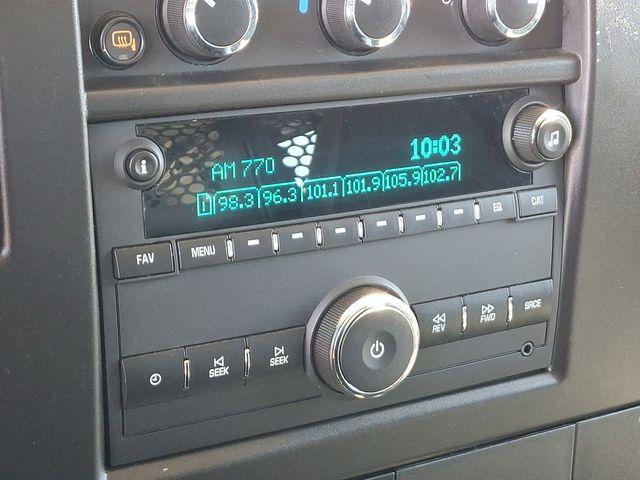 10:03
AM 770
1 98.3 96.3 101.1 101.9 105.9 102.7
i
FAV MENU EQ CAT
REV FWD SRCE
SEEK SEEK